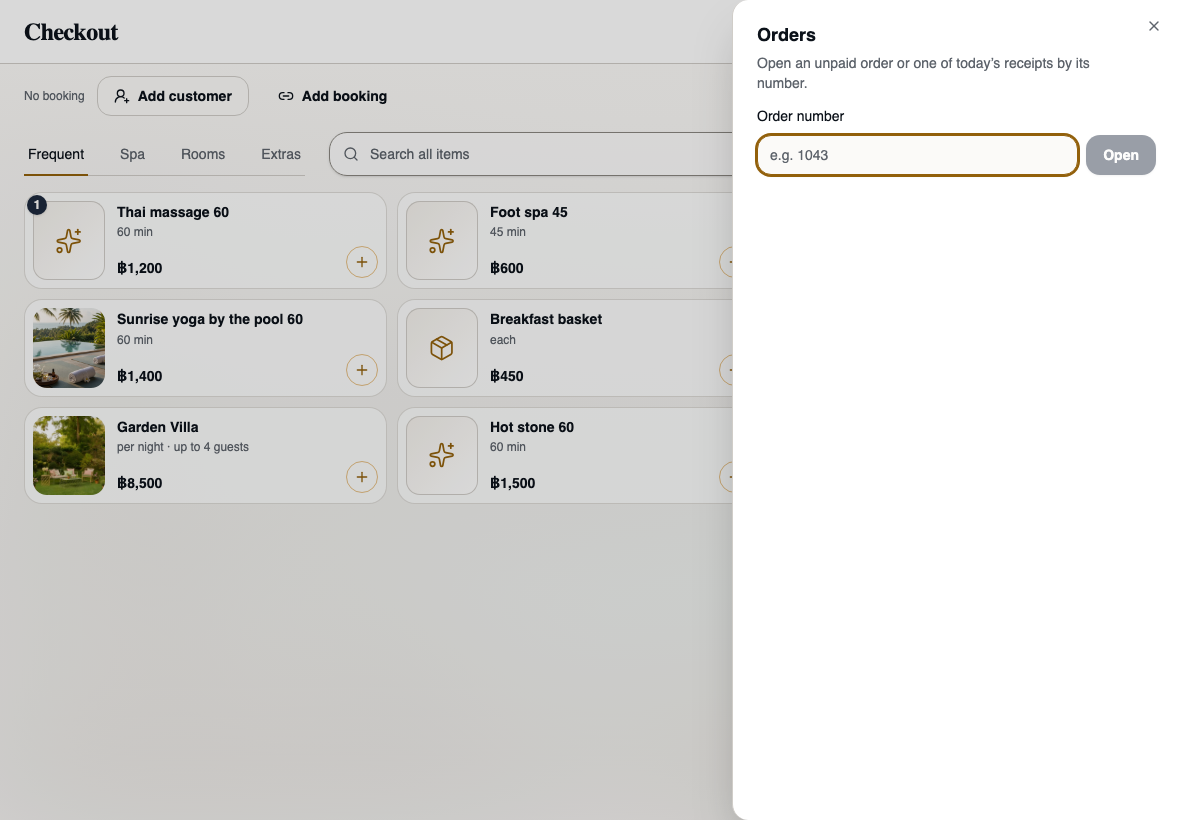 Checkout
No booking
Add customer
Add booking
Frequent
Spa
Rooms
Extras
Search all items
1
Thai massage 60
60 min
฿1,200
Foot spa 45
45 min
฿600
Sunrise yoga by the pool 60
60 min
฿1,400
Breakfast basket
each
฿450
Garden Villa
per night · up to 4 guests
฿8,500
Hot stone 60
60 min
฿1,500
Orders
Open an unpaid order or one of today’s receipts by its
number.
Order number
e.g. 1043
Open